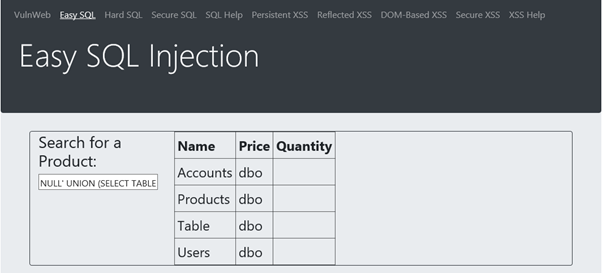 VulnWeb Easy SQL Hard SQL Secure SQL SQL Help Persistent XSS Reflected XSS DOM-Based XSS Secure XSS XSS Help
Easy SQL Injection
Search for a
Product:
NULL' UNION (SELECT TABLE
Name Price Quantity
Accounts dbo
Products dbo
Table dbo
Users dbo